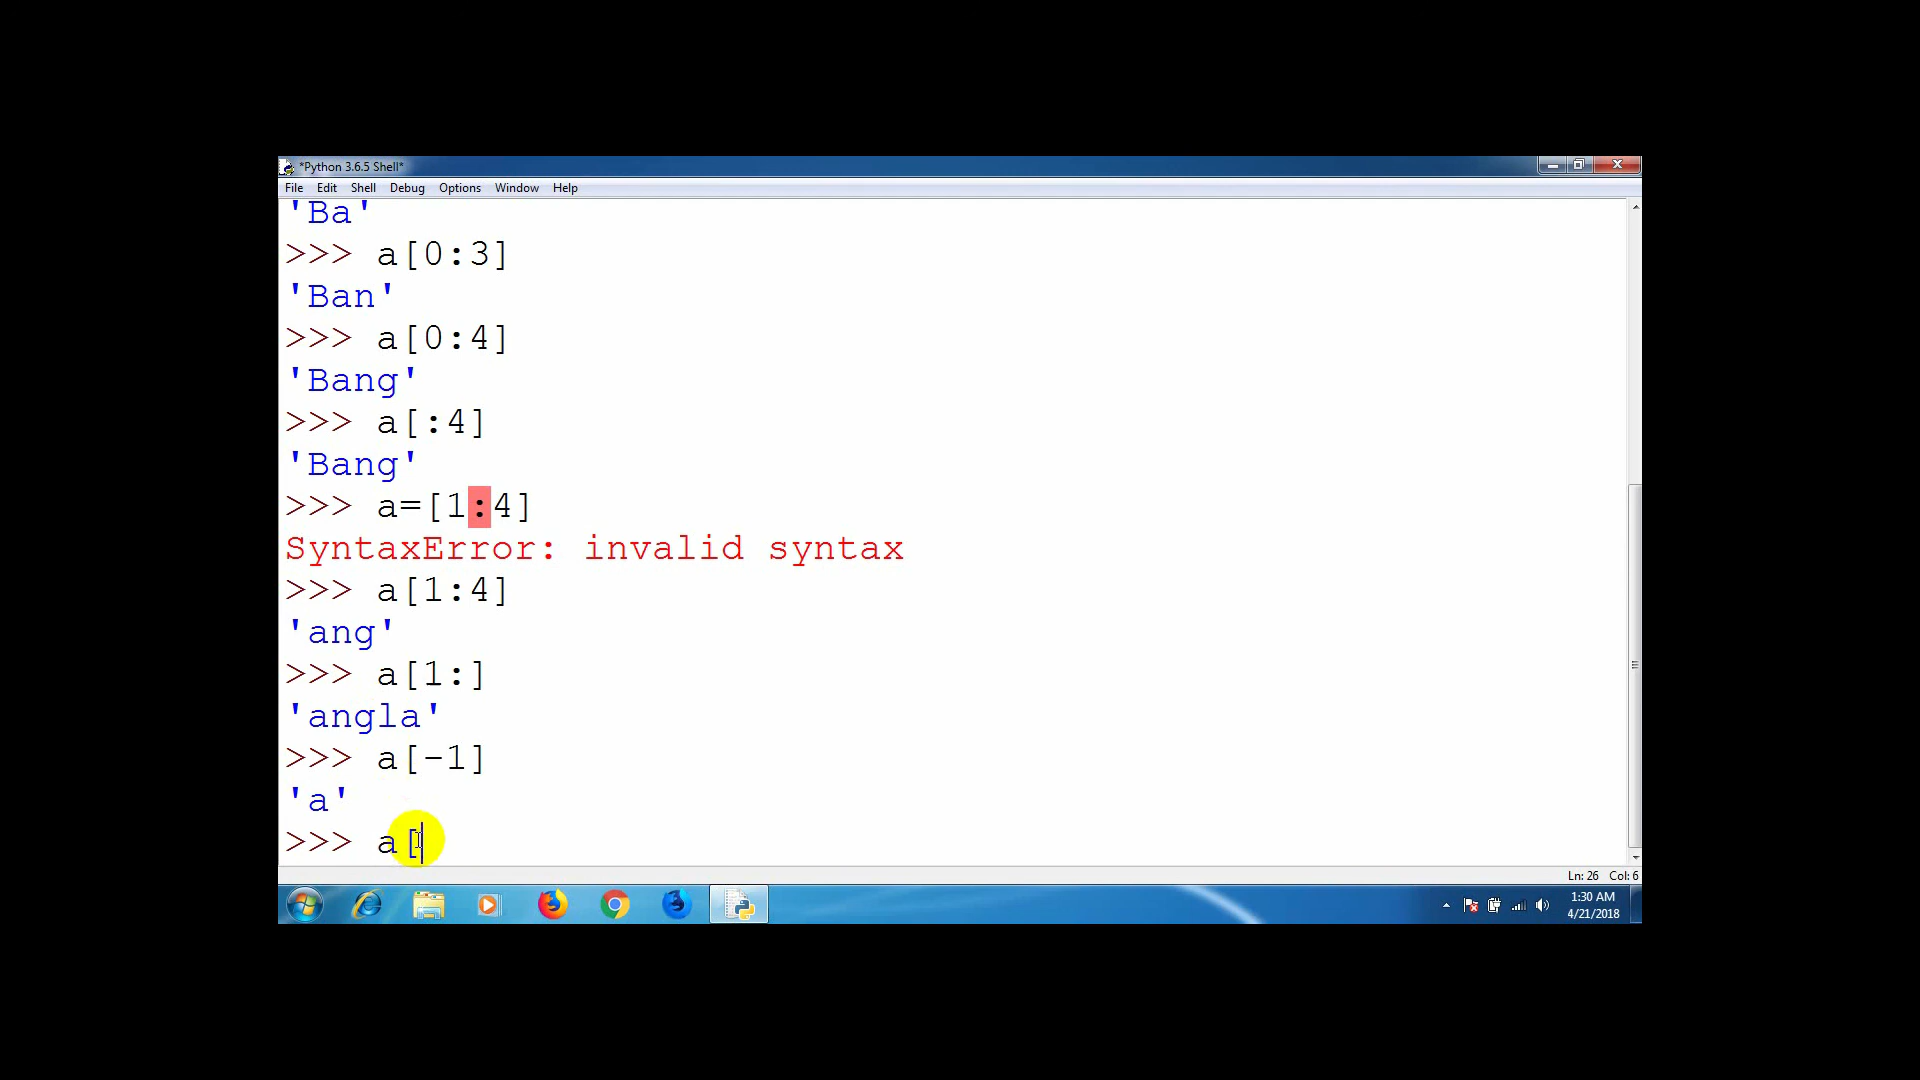 *Python 3.6.5 Shell*
File Edit Shell Debug Options Window Help
'Ba'
>>> a[0:3]
'Ban'
>>> a[0:4]
'Bang'
>>> a[:4]
'Bang'
>>> a=[1:4]
SyntaxError: invalid syntax
>>> a[1:4]
'ang'
>>> a[1:]
'angla'
>>> a[-1]
'a'
>>> a[
Ln: 26 Col: 6
1:30 AM
4/21/2018